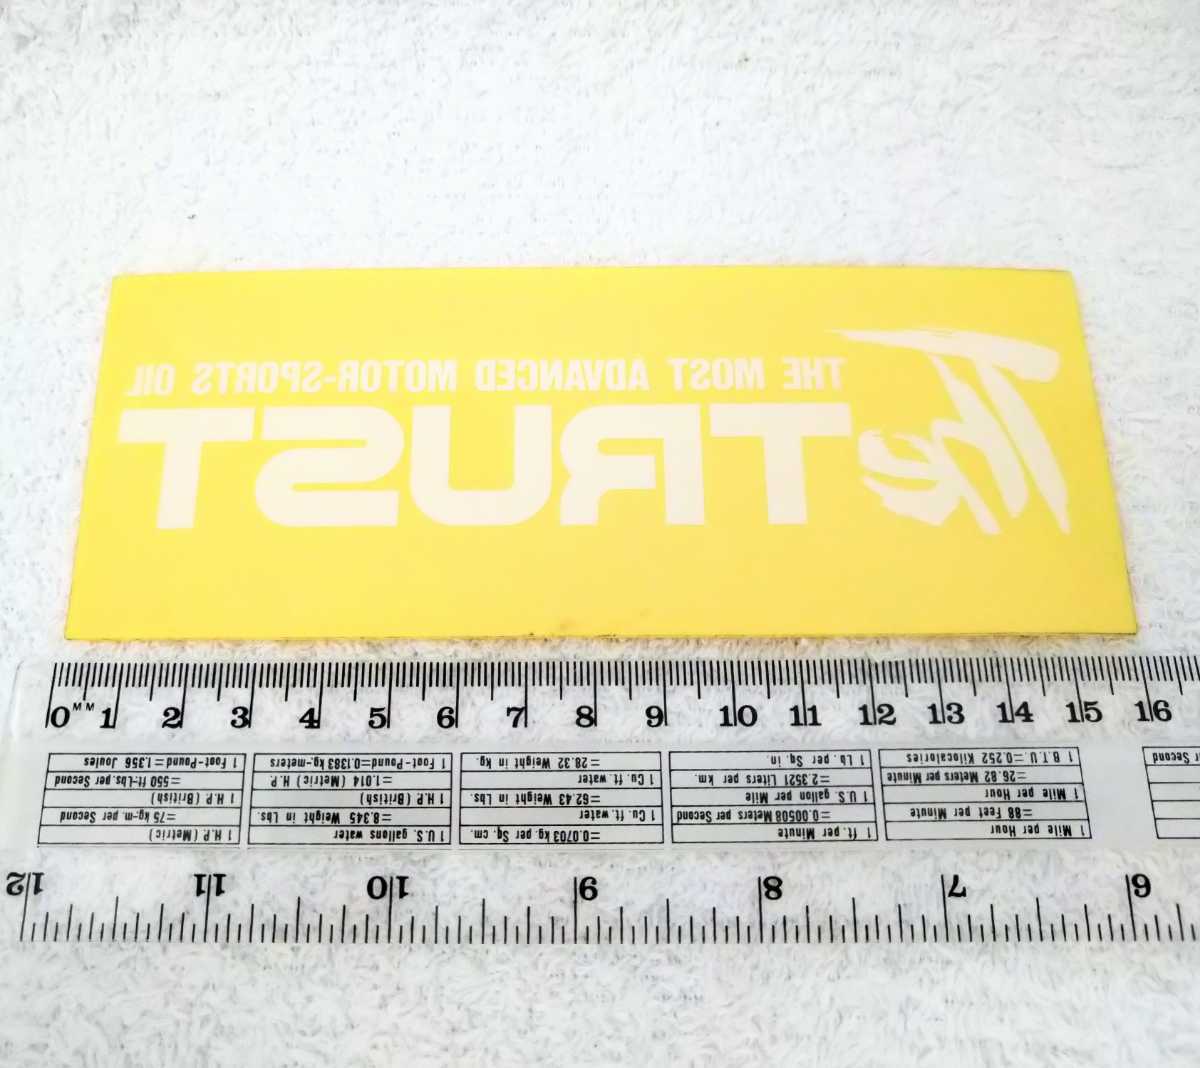 THE MOST ADVANCED MOTOR-SPORTS OIL
The TRUST
0 MM 1 2 3 4 5 6 7 8 9 10 11 12 13 14 15 16
1 Mile per Hour
=88 Feet per Minute
1 Mile per Hour
=26.82 Meters per Minute
1 B.T.U.=0.252 Kilocalories
1 ft. per Minute
=0.00508 Meters per Second
1 U.S. gallon per Mile
=2.3521 Liters per km.
1 Lb. per Sq. in.
=0.0703 kg. per Sq. cm.
1 Cu. ft. water
=62.43 Weight in Lbs.
1 Cu. ft. water
=28.32 Weight in kg.
1 U.S. gallons water
=8.345 Weight in Lbs.
1 H.P. (British)
=1.014 (Metric) H.P.
1 Foot-Pound=0.1383 kg.-meters
1 H.P. (Metric)
=75 kg.-m. per Second
1 H.P. (British)
=550 ft-Lbs. per Second
1 Foot-Pound=1.356 Joules
12 11 10 9 8 7 6